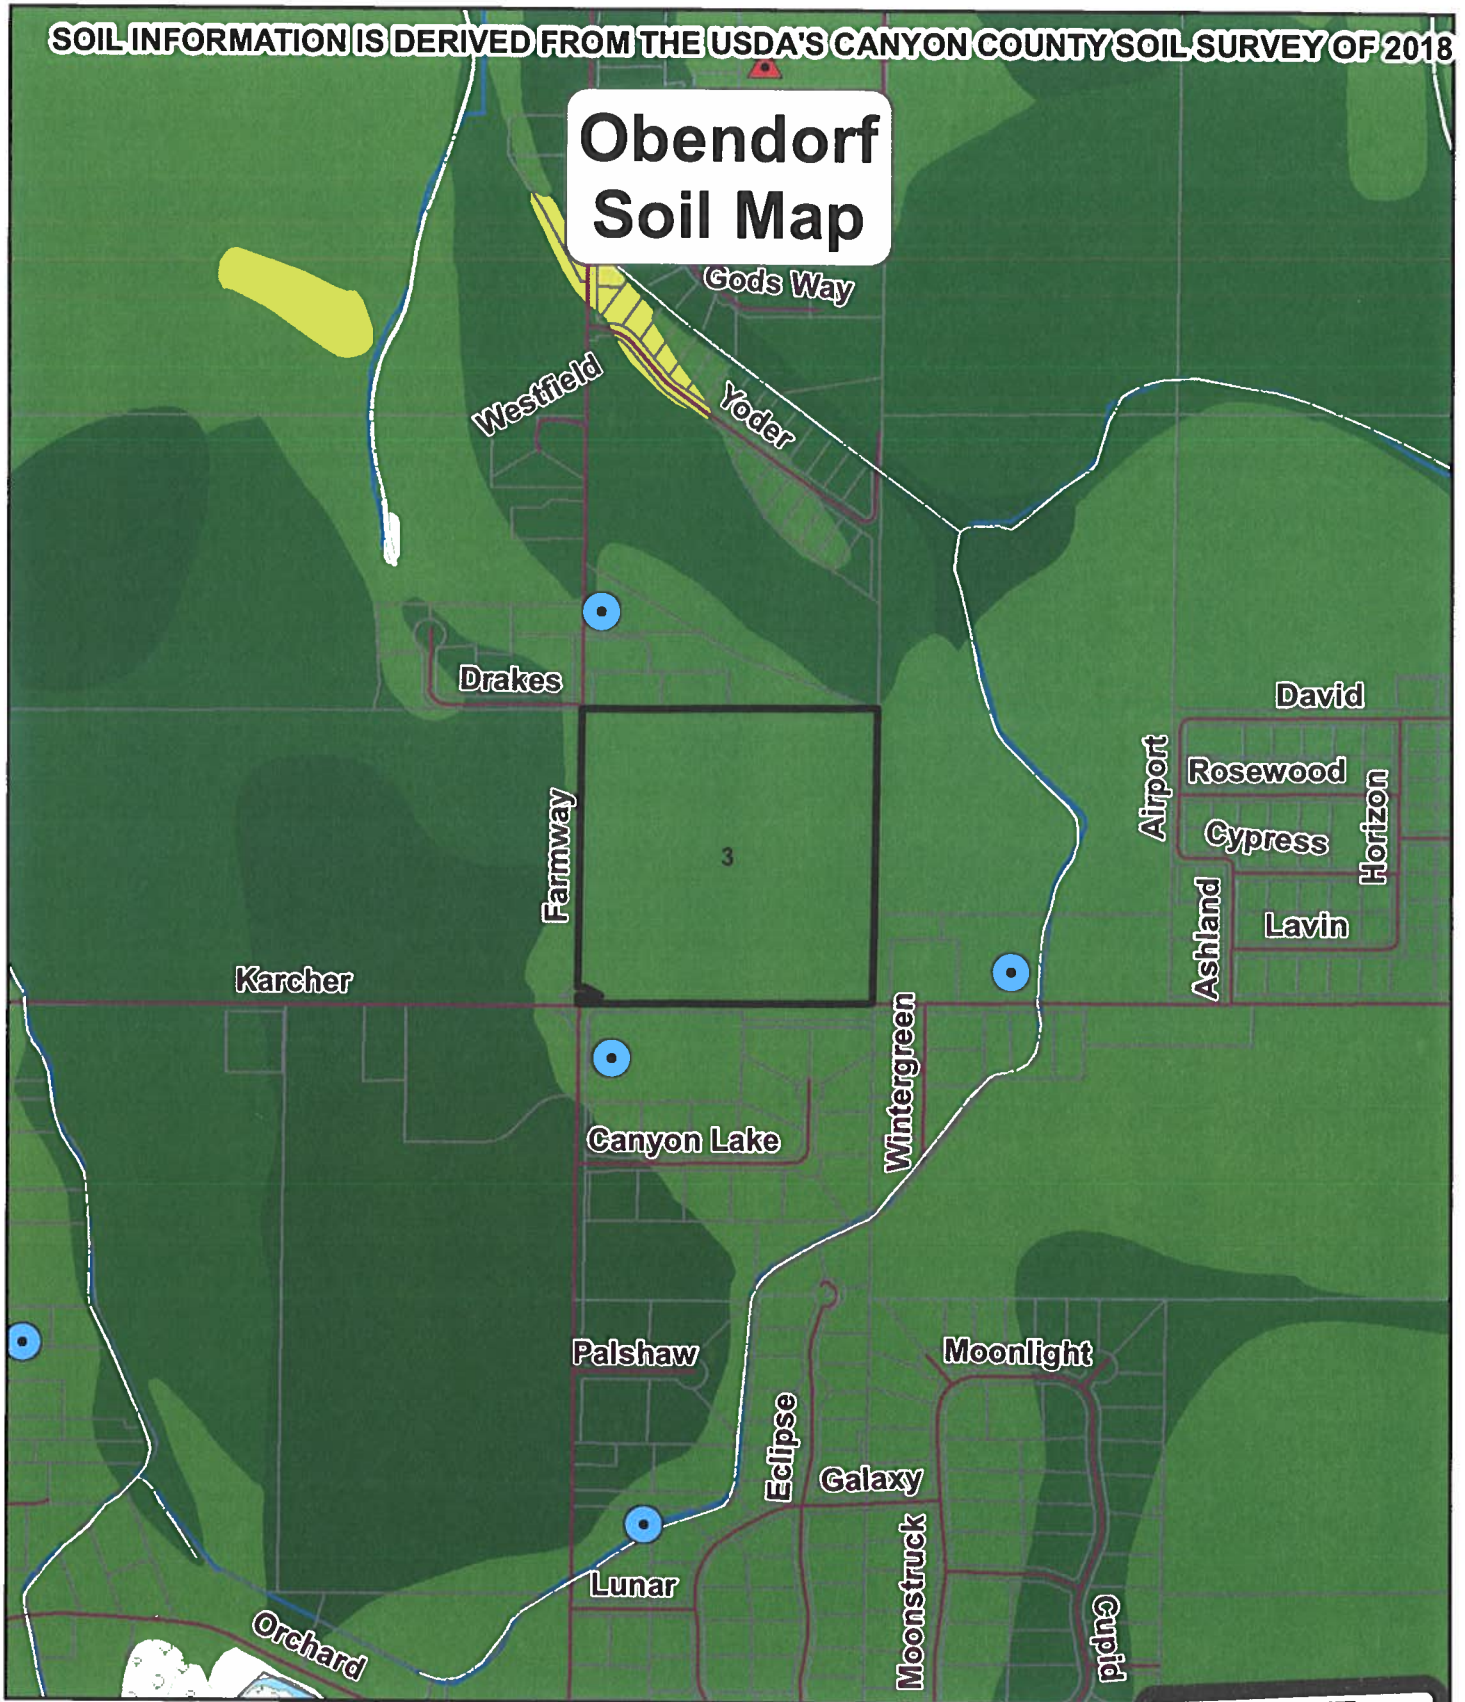 SOIL INFORMATION IS DERIVED FROM THE USDA'S CANYON COUNTY SOIL SURVEY OF 2018
Obendorf
Soil Map
Gods Way
Westfield
Yoder
Drakes
David
Airport
Rosewood
Horizon
Cypress
Farmway
3
Ashland
Lavin
Karcher
Wintergreen
Canyon Lake
Palshaw
Moonlight
Eclipse
Galaxy
Moonstruck
Lunar
Cupid
Orchard